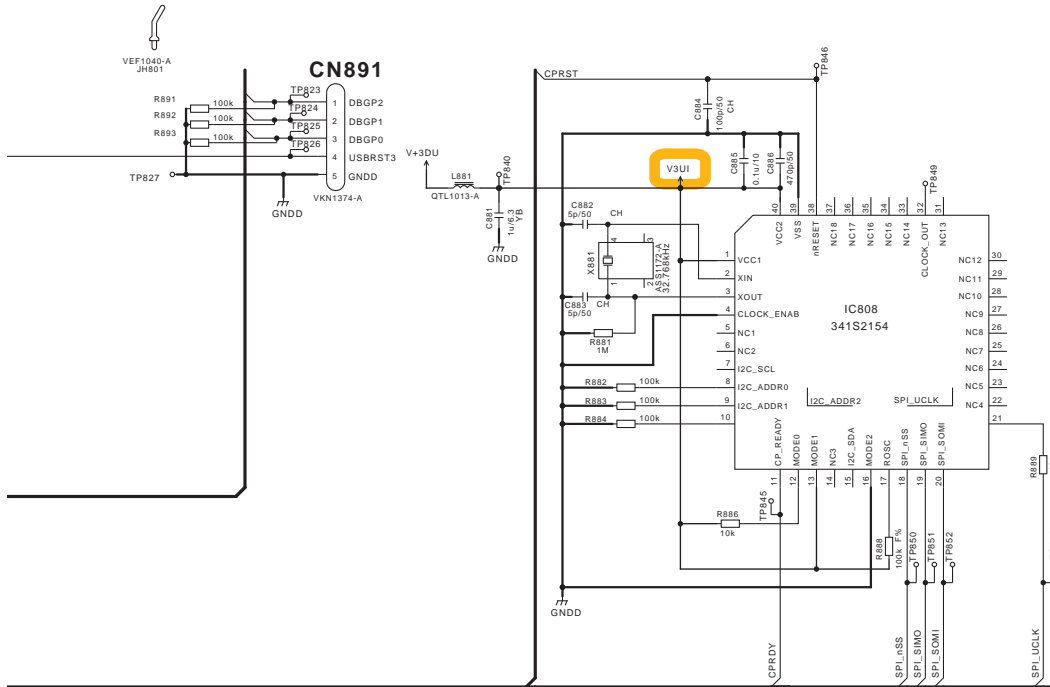 VEF1040-A
JH801
CN891
R891
100k
R892
100k
R893
100k
TP823
TP824
TP825
TP826
1 DBGP2
2 DBGP1
3 DBGP0
4 USBRST3
5 GNDD
VKN1374-A
TP827
GNDD
V+3DU
L881
QTL1013-A
TP840
C881
1u/6.3
YB
GNDD
CPRST
TP846
C884
100p/50
CH
V3UI
C885
0.1u/10
C886
470p/50
TP849
C882
5p/50
CH
X881
4
3
1
2
ASS1172-A
32.768kHz
C883
5p/50
CH
R881
1M
R882
100k
R883
100k
R884
100k
40
39
38
37
36
35
34
33
32
31
VCC2
VSS
nRESET
NC18
NC17
NC16
NC15
NC14
CLOCK_OUT
NC13
1 VCC1
2 XIN
3 XOUT
4 CLOCK_ENAB
5 NC1
6 NC2
7 I2C_SCL
8 I2C_ADDR0
9 I2C_ADDR1
10
IC808
341S2154
I2C_ADDR2
SPI_UCLK
NC12 30
NC11 29
NC10 28
NC9 27
NC8 26
NC7 25
NC6 24
NC5 23
NC4 22
21
CP_READY
MODE0
MODE1
NC3
I2C_SDA
MODE2
ROSC
SPI_nSS
SPI_SIMO
SPI_SOMI
11
12
13
14
15
16
17
18
19
20
TP845
R886
10k
R888
100k
F%
TP850
TP851
TP852
R889
GNDD
CPRDY
SPI_nSS
SPI_SIMO
SPI_SOMI
SPI_UCLK